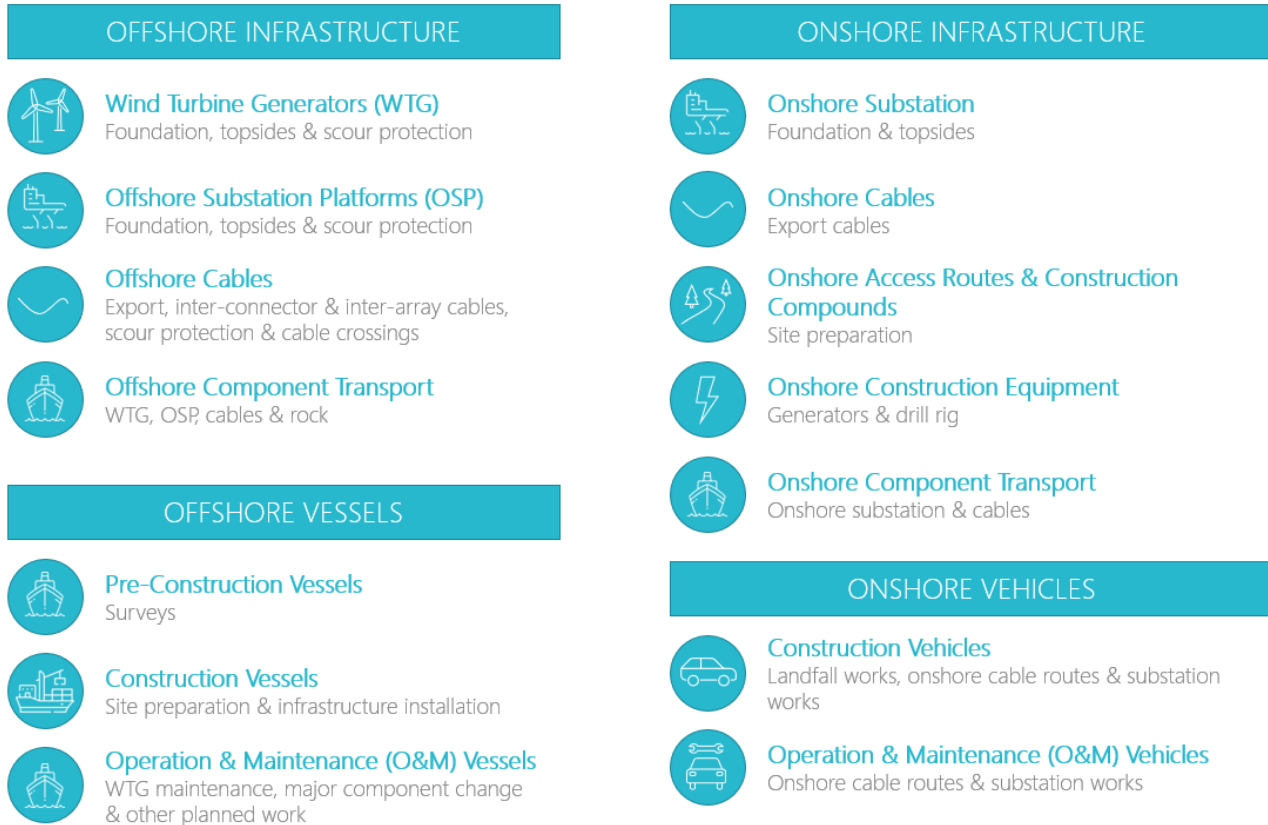 OFFSHORE INFRASTRUCTURE
Wind Turbine Generators (WTG)
Foundation, topsides & scour protection
Offshore Substation Platforms (OSP)
Foundation, topsides & scour protection
Offshore Cables
Export, inter-connector & inter-array cables,
scour protection & cable crossings
Offshore Component Transport
WTG, OSP, cables & rock
OFFSHORE VESSELS
Pre-Construction Vessels
Surveys
Construction Vessels
Site preparation & infrastructure installation
Operation & Maintenance (O&M) Vessels
WTG maintenance, major component change
& other planned work
ONSHORE INFRASTRUCTURE
Onshore Substation
Foundation & topsides
Onshore Cables
Export cables
Onshore Access Routes & Construction
Compounds
Site preparation
Onshore Construction Equipment
Generators & drill rig
Onshore Component Transport
Onshore substation & cables
ONSHORE VEHICLES
Construction Vehicles
Landfall works, onshore cable routes & substation
works
Operation & Maintenance (O&M) Vehicles
Onshore cable routes & substation works